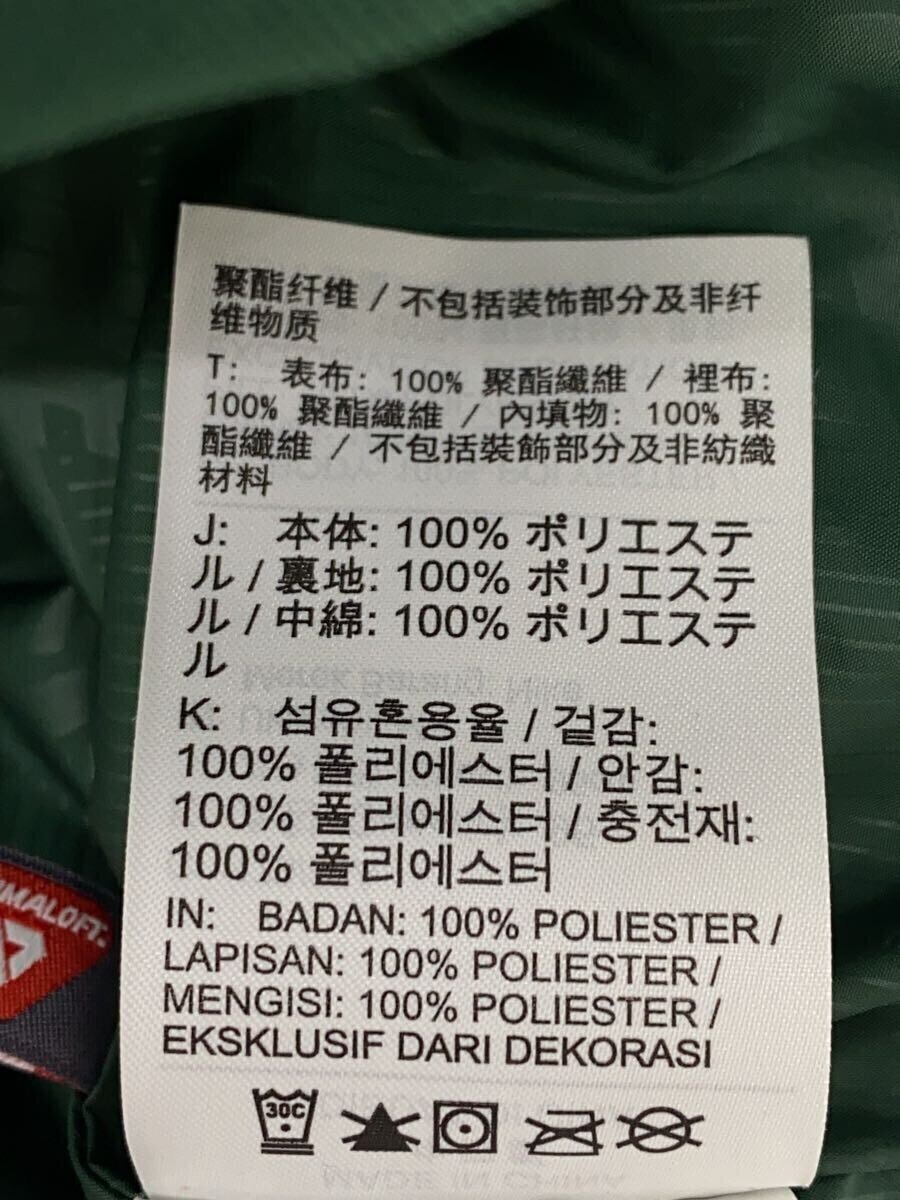 聚酯纤维 / 不包括装饰部分及非纤
维物质
T: 表布: 100% 聚酯纖維 / 裡布:
100% 聚酯纖維 / 內填物: 100% 聚
酯纖維 / 不包括裝飾部分及非紡織
材料
J: 本体: 100% ポリエステ
ル / 裏地: 100% ポリエステ
ル / 中綿: 100% ポリエステ
ル
K: 섬유혼용율 / 겉감:
100% 폴리에스터 / 안감:
100% 폴리에스터 / 충전재:
100% 폴리에스터
IN: BADAN: 100% POLIESTER /
LAPISAN: 100% POLIESTER /
MENGISI: 100% POLIESTER /
EKSKLUSIF DARI DEKORASI
30C
MALOFT.
MADE IN CHINA